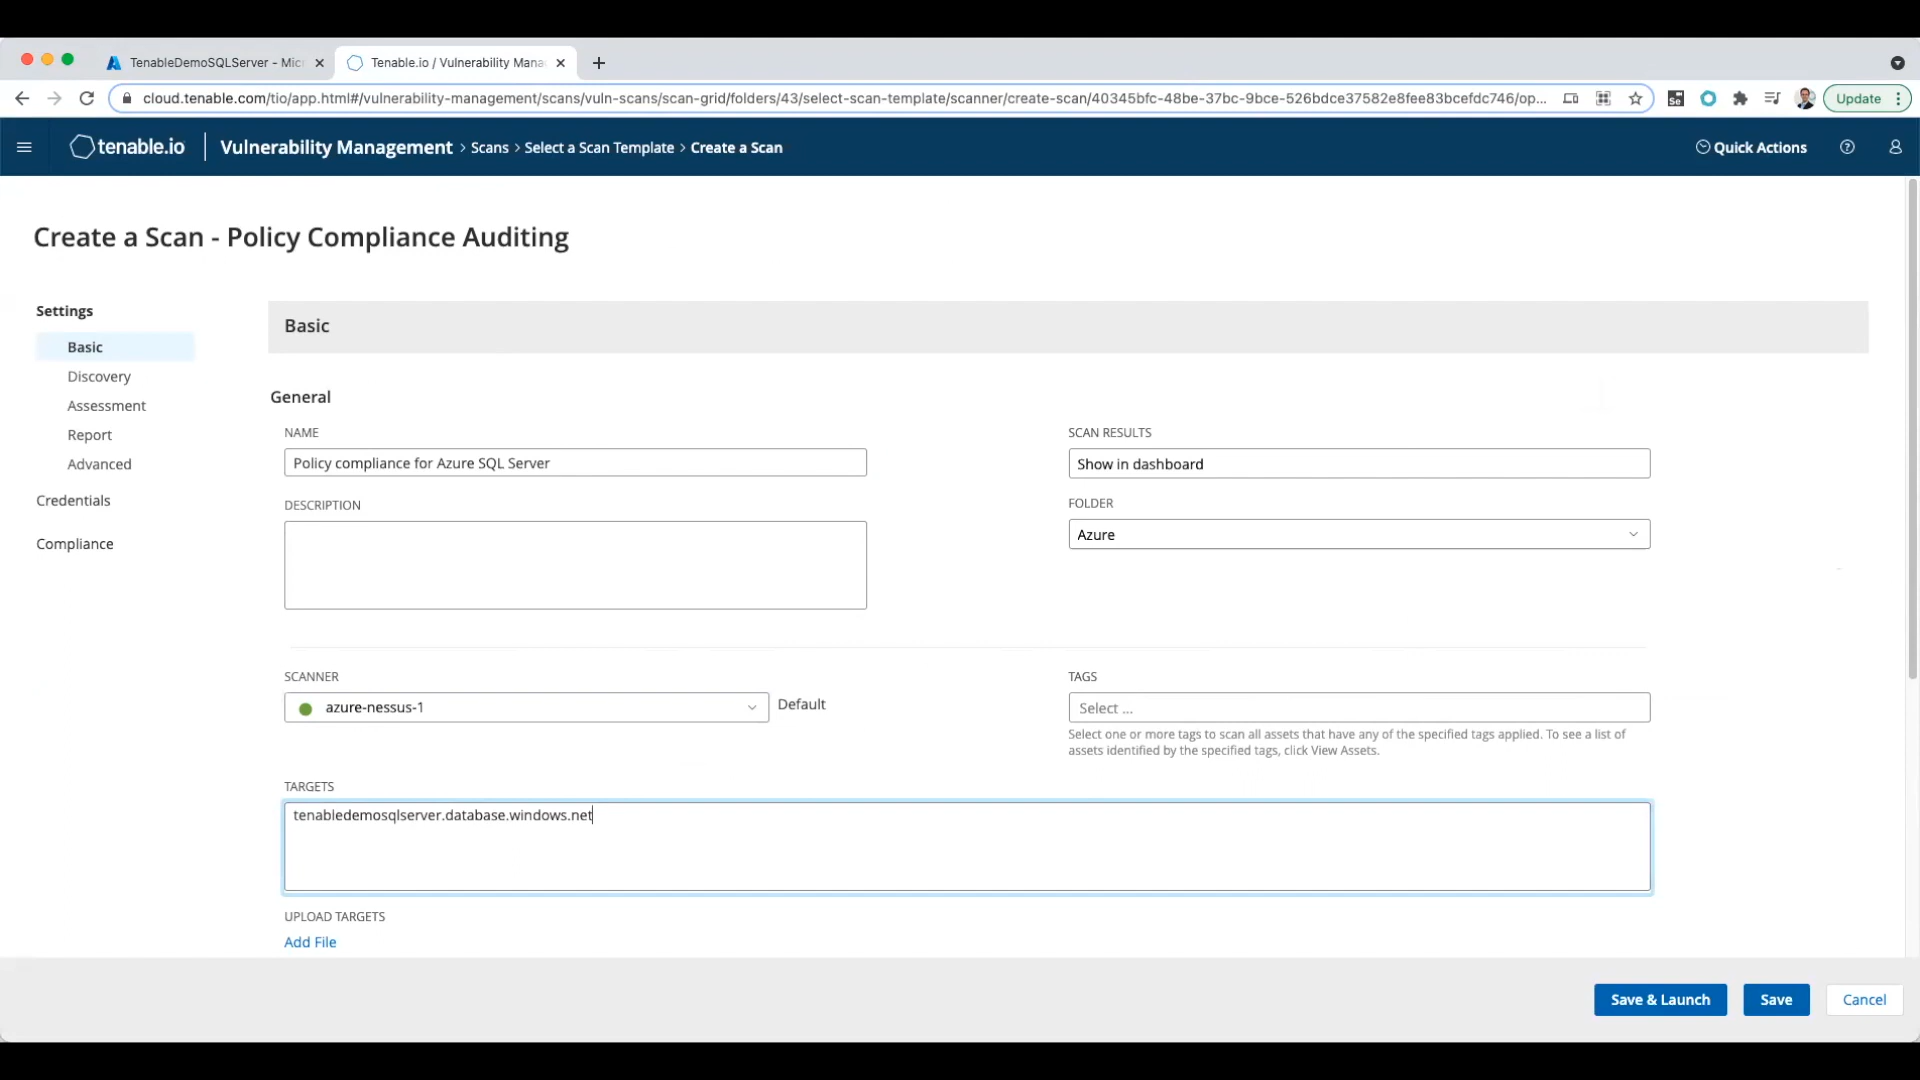 TenableDemoSQLServer - Mic
Tenable.io / Vulnerability Mana
cloud.tenable.com/tio/app.html#/vulnerability-management/scans/vuln-scans/scan-grid/folders/43/select-scan-template/scanner/create-scan/40345bfc-48be-37bc-9bce-526bdce37582e8fee83bcefdc746/op...
Se
Update
tenable.io
Vulnerability Management > Scans > Select a Scan Template > Create a Scan
Quick Actions
Create a Scan - Policy Compliance Auditing
Settings
Basic
Discovery
Assessment
Report
Advanced
Credentials
Compliance
Basic
General
NAME
Policy compliance for Azure SQL Server
DESCRIPTION
SCAN RESULTS
Show in dashboard
FOLDER
Azure
SCANNER
azure-nessus-1
Default
TAGS
Select ...
Select one or more tags to scan all assets that have any of the specified tags applied. To see a list of
assets identified by the specified tags, click View Assets.
TARGETS
tenabledemosqlserver.database.windows.net
UPLOAD TARGETS
Add File
Save & Launch
Save
Cancel